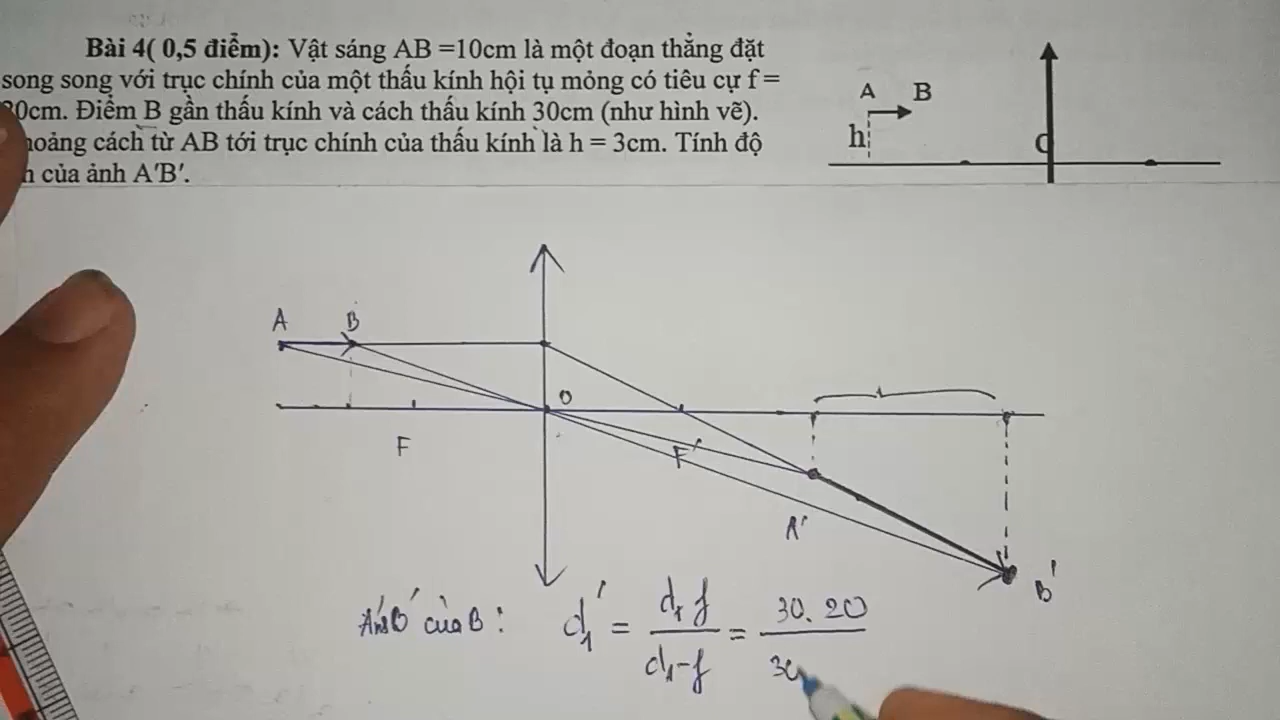 Bài 4( 0,5 điểm): Vật sáng AB =10cm là một đoạn thẳng đặt
song song với trục chính của một thấu kính hội tụ mỏng có tiêu cự f =
0cm. Điểm B gần thấu kính và cách thấu kính 30cm (như hình vẽ).
cách từ AB tới trục chính của thấu kính là h = 3cm. Tính độ
của ảnh A'B'.
A B
h
A B
O
F F'
A'
B'
của B: d₁' = d₁f / d₁-f = 30.20 / 30